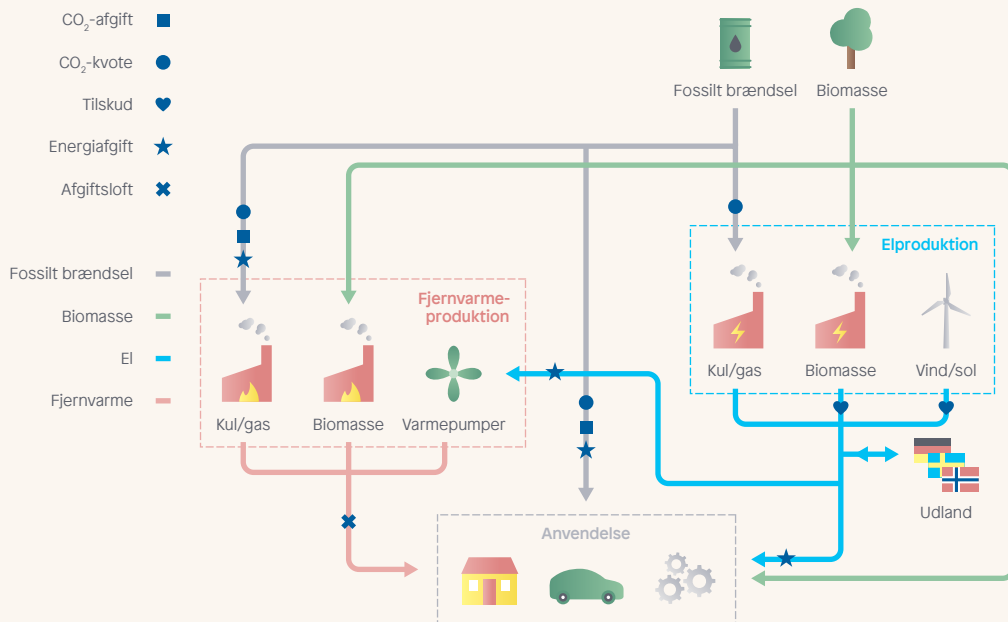 CO₂-afgift
CO₂-kvote
Tilskud
Energiafgift
Afgiftsloft
Fossilt brændsel
Biomasse
El
Fjernvarme
Fossilt brændsel
Biomasse
Elproduktion
Kul/gas
Biomasse
Vind/sol
Fjernvarme-
produktion
Kul/gas
Biomasse
Varmepumper
Udland
Anvendelse